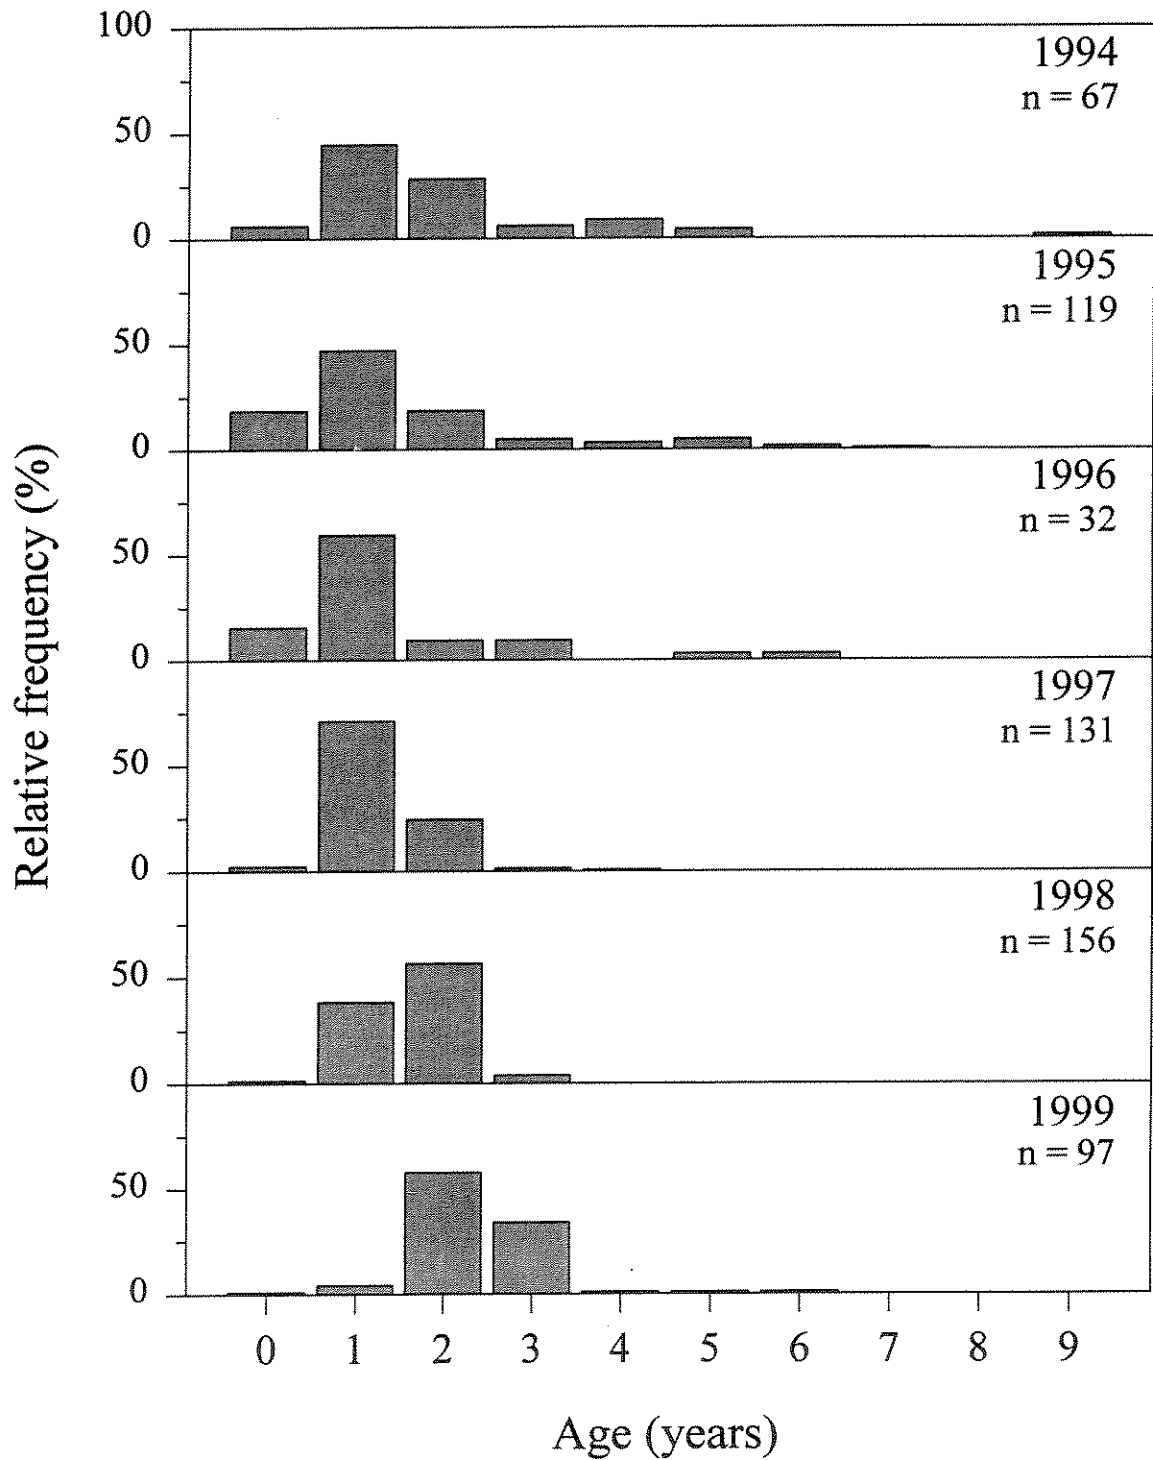 100
1994
n = 67
50
0
1995
n = 119
50
0
1996
n = 32
50
0
1997
n = 131
50
0
1998
n = 156
50
0
1999
n = 97
50
0
Relative frequency (%)
0 1 2 3 4 5 6 7 8 9
Age (years)